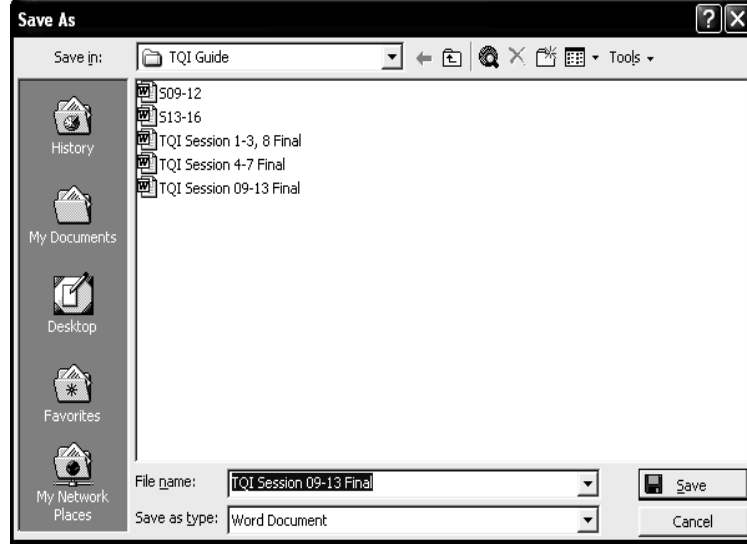 Save As
Save in:
TQI Guide
Tools
History
My Documents
Desktop
Favorites
My Network
Places
S09-12
S13-16
TQI Session 1-3, 8 Final
TQI Session 4-7 Final
TQI Session 09-13 Final
File name:
TQI Session 09-13 Final
Save
Save as type:
Word Document
Cancel